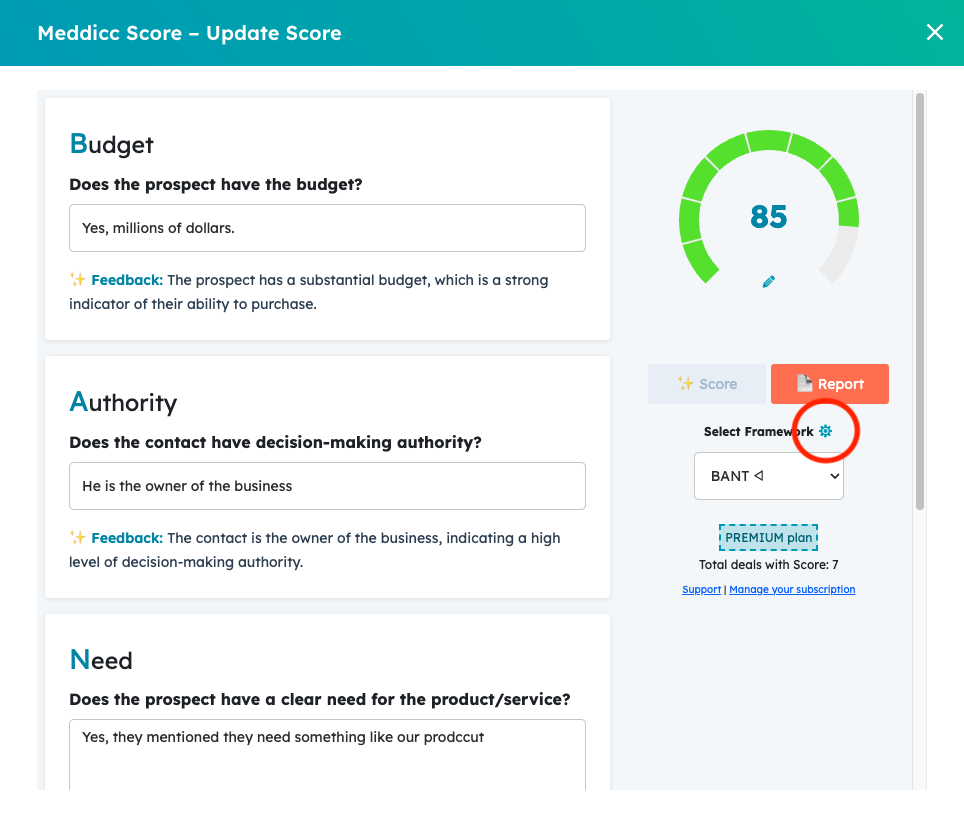 Meddicc Score – Update Score
Budget
Does the prospect have the budget?
Yes, millions of dollars.
✨ Feedback: The prospect has a substantial budget, which is a strong
indicator of their ability to purchase.
Authority
Does the contact have decision-making authority?
He is the owner of the business
✨ Feedback: The contact is the owner of the business, indicating a high
level of decision-making authority.
Need
Does the prospect have a clear need for the product/service?
Yes, they mentioned they need something like our prodccut
85
✨ Score
Report
Select Framework
BANT ᐊ
PREMIUM plan
Total deals with Score: 7
Support | Manage your subscription